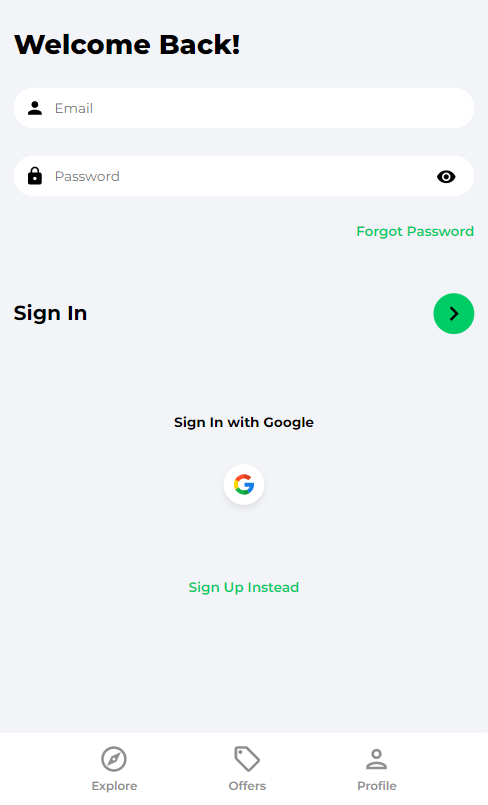 Welcome Back!
Email
Password
Forgot Password
Sign In
Sign In with Google
Sign Up Instead
Explore
Offers
Profile